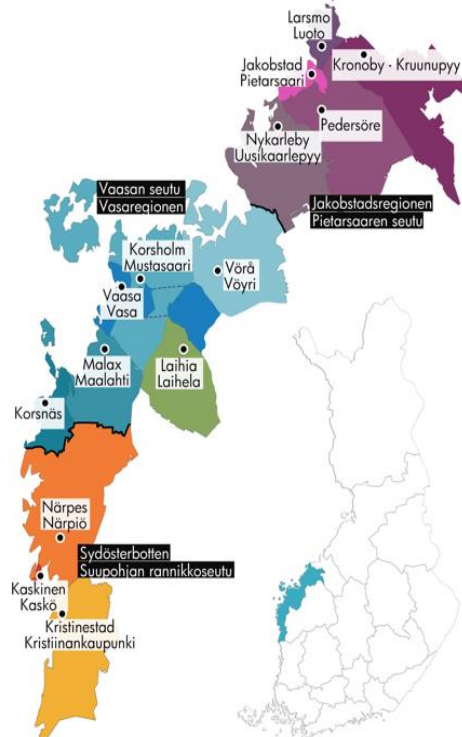 Larsmo
Luoto
Kronoby - Kruunupyy
Jakobstad
Pietarsaari
Pedersöre
Nykarleby
Uusikaarlepyy
Vaasan seutu
Vasaregionen
Jakobstadsregionen
Pietarsaaren seutu
Korsholm
Mustasaari
Vörå
Vöyri
Vaasa
Vasa
Malax
Maalahti
Laihia
Laihela
Korsnäs
Närpes
Närpiö
Sydösterbotten
Suupohjan rannikkoseutu
Kaskinen
Kaskö
Kristinestad
Kristiinankaupunki